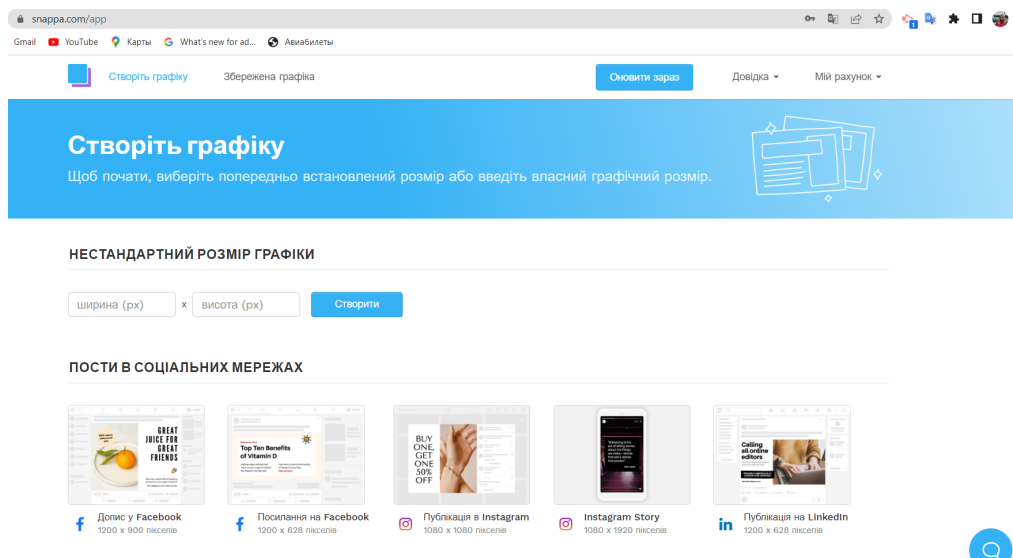 snappa.com/app
Gmail YouTube Карты What's new for ad... Авиабилеты
Створіть графіку Збережена графіка Оновити зараз Довідка Мій рахунок
Створіть графіку
Щоб почати, виберіть попередньо встановлений розмір або введіть власний графічний розмір.
НЕСТАНДАРТНИЙ РОЗМІР ГРАФІКИ
ширина (px) x висота (px) Створити
ПОСТИ В СОЦІАЛЬНИХ МЕРЕЖАХ
GREAT
JUICE FOR
GREAT
FRIENDS
Top Ten Benefits
of Vitamin D
BUY
ONE,
GET
ONE
50%
OFF
Calling
all online
editors
Допис у Facebook
1200 x 900 пікселів
Посилання на Facebook
1200 x 628 пікселів
Публікація в Instagram
1080 x 1080 пікселів
Instagram Story
1080 x 1920 пікселів
Публікація на LinkedIn
1200 x 628 пікселів